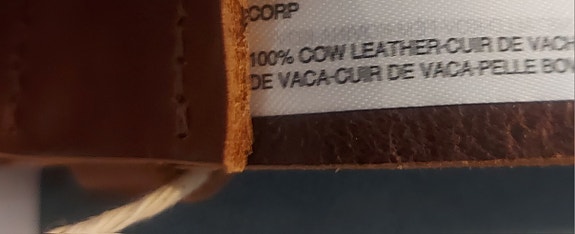 CORP
100% COW LEATHER-CUIR DE VACH
DE VACA-CUIR DE VACA-PELLE BOV